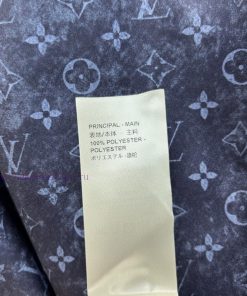 PRINCIPAL - MAIN
表地/本体 主料
100% POLYESTER -
POLYESTER
ポリエステル 涤纶